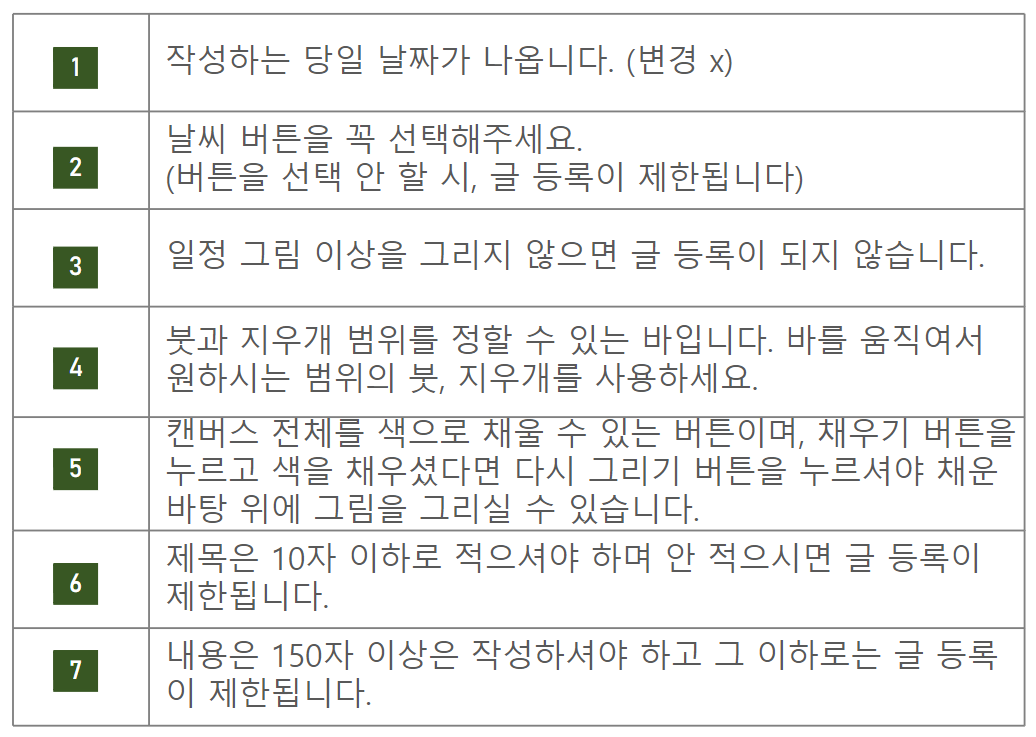 1
작성하는 당일 날짜가 나옵니다. (변경 x)
2
날씨 버튼을 꼭 선택해주세요.
(버튼을 선택 안 할 시, 글 등록이 제한됩니다)
3
일정 그림 이상을 그리지 않으면 글 등록이 되지 않습니다.
4
붓과 지우개 범위를 정할 수 있는 바입니다. 바를 움직여서
원하시는 범위의 붓, 지우개를 사용하세요.
5
캔버스 전체를 색으로 채울 수 있는 버튼이며, 채우기 버튼을
누르고 색을 채우셨다면 다시 그리기 버튼을 누르셔야 채운
바탕 위에 그림을 그리실 수 있습니다.
6
제목은 10자 이하로 적으셔야 하며 안 적으시면 글 등록이
제한됩니다.
7
내용은 150자 이상은 작성하셔야 하고 그 이하로는 글 등록
이 제한됩니다.